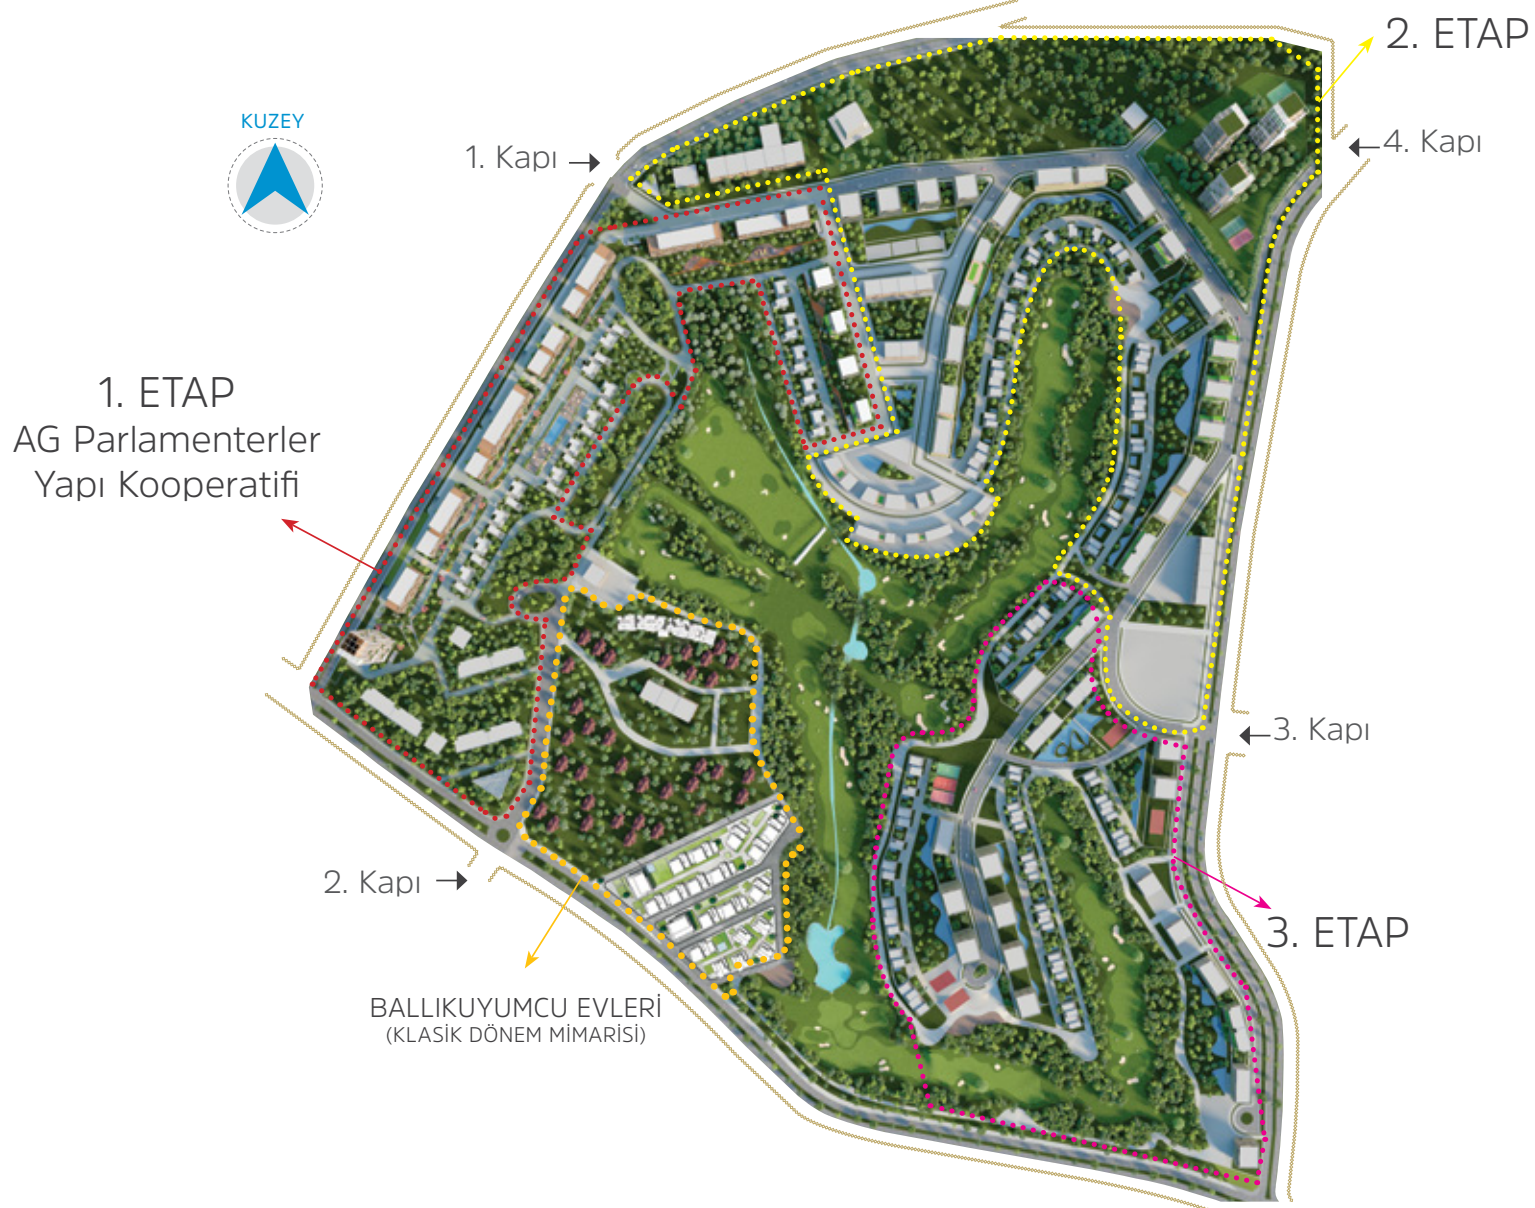 2. ETAP
KUZEY
1. Kapı
4. Kapı
1. ETAP
AG Parlamenterler
Yapı Kooperatifi
3. Kapı
2. Kapı
3. ETAP
BALLIKUYUMCU EVLERİ
(KLASİK DÖNEM MİMARİSİ)